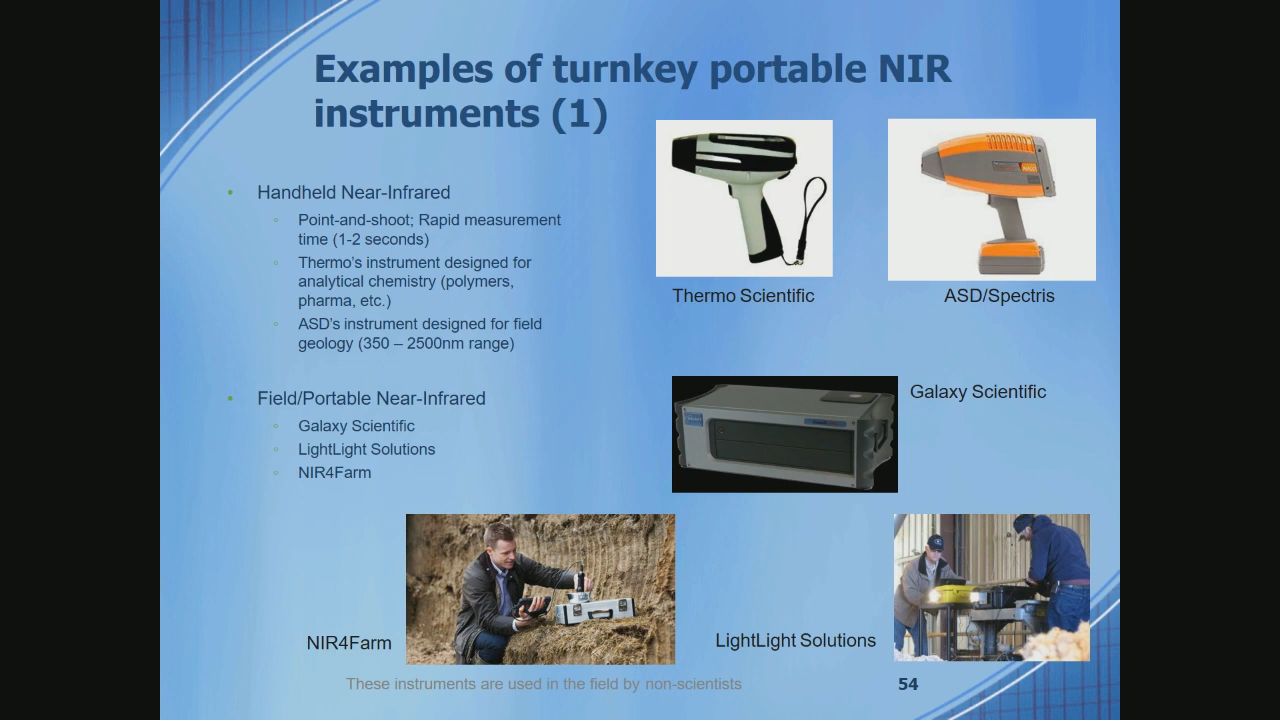 Examples of turnkey portable NIR
instruments (1)
Handheld Near-Infrared
Point-and-shoot; Rapid measurement
time (1-2 seconds)
Thermo's instrument designed for
analytical chemistry (polymers,
pharma, etc.)
ASD's instrument designed for field
geology (350 – 2500nm range)
Thermo Scientific
ASD/Spectris
Field/Portable Near-Infrared
Galaxy Scientific
LightLight Solutions
NIR4Farm
Galaxy Scientific
NIR4Farm
LightLight Solutions
These instruments are used in the field by non-scientists
54